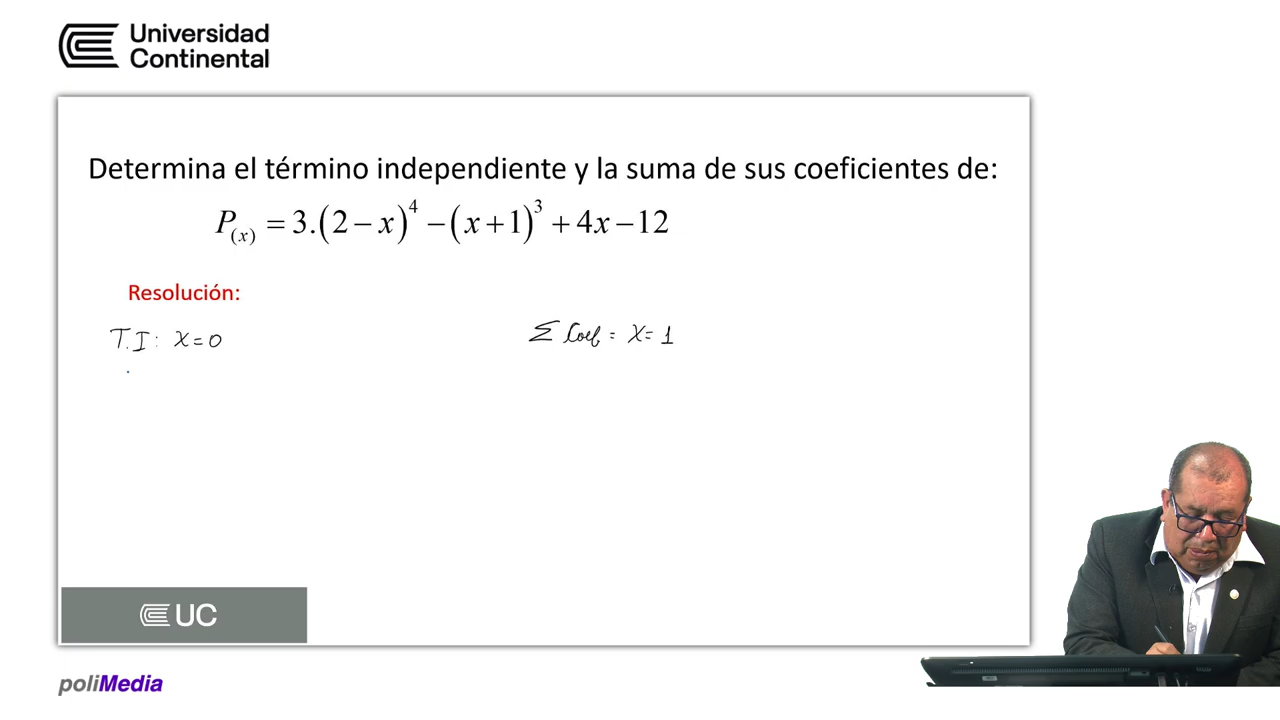 Universidad
Continental
Determina el término independiente y la suma de sus coeficientes de:
P₍ₓ₎ = 3.(2 − x)⁴ − (x + 1)³ + 4x − 12
Resolución:
T.I: x = 0
Σ Coef = x = 1
UC
poliMedia